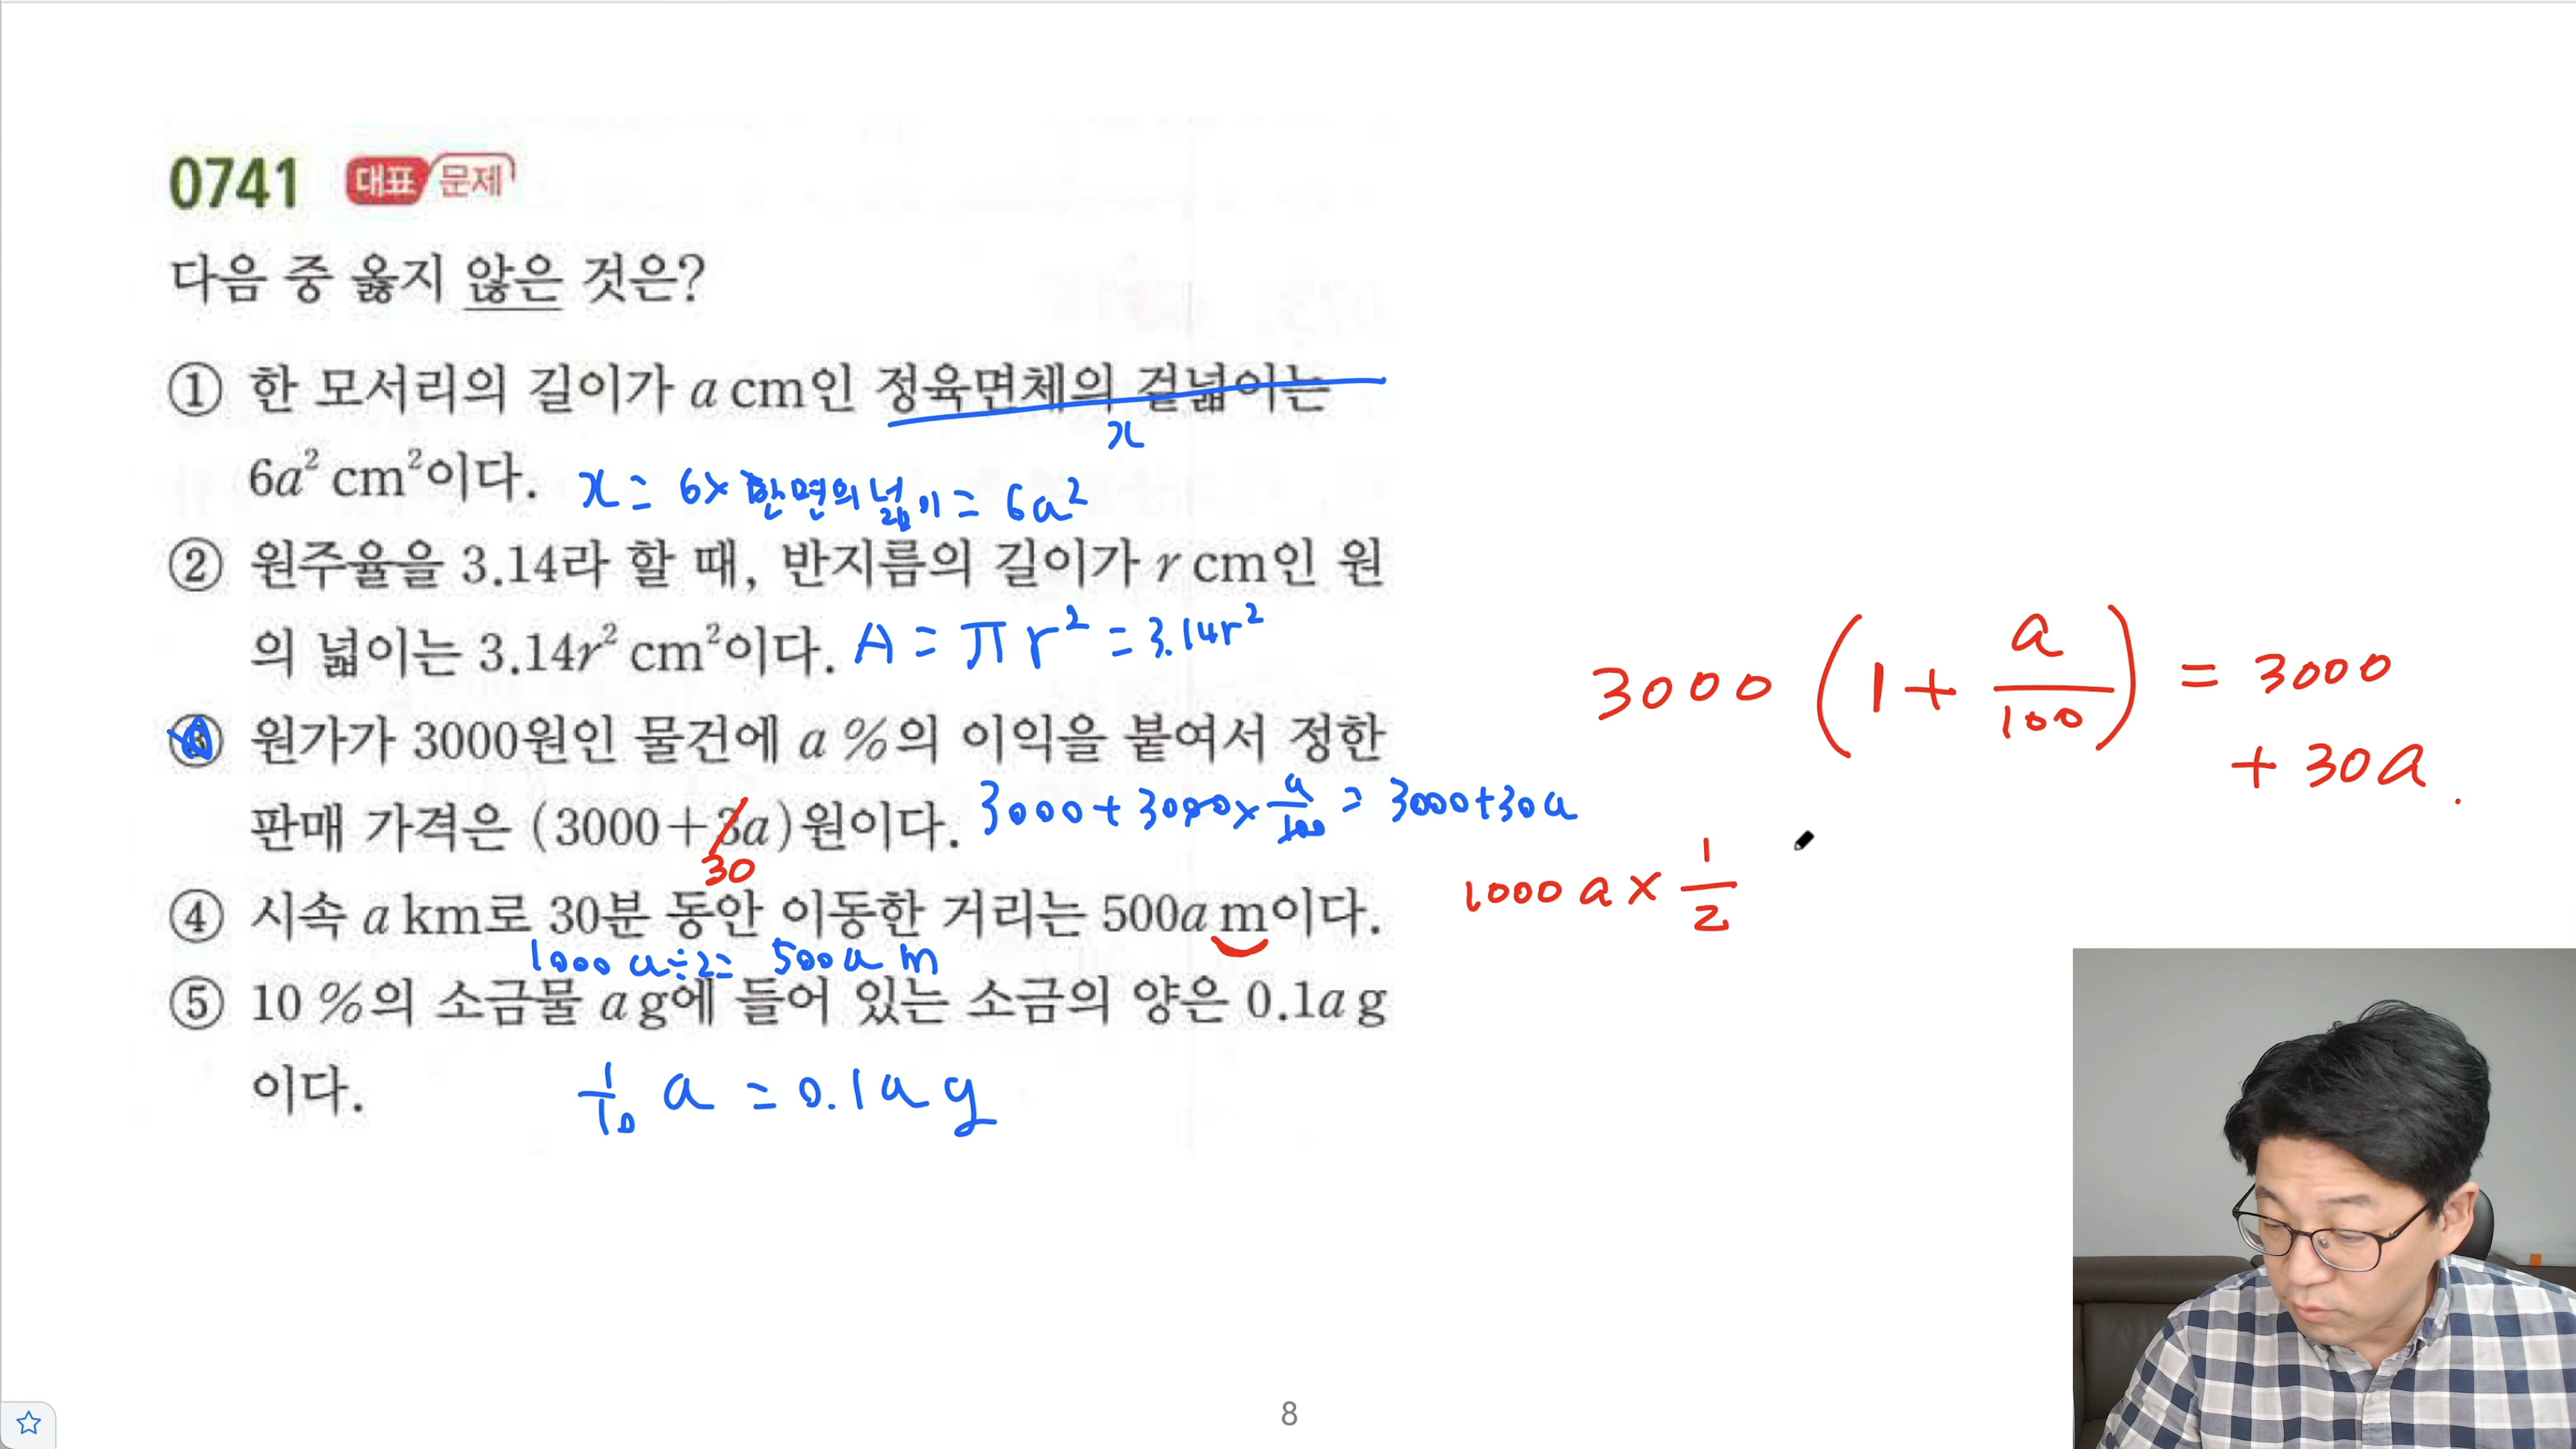 0741 대표 문제
다음 중 옳지 않은 것은?
① 한 모서리의 길이가 a cm인 정육면체의 겉넓이는
x
6a² cm²이다. x = 6 × 한 면의 넓이 = 6a²
② 원주율을 3.14라 할 때, 반지름의 길이가 r cm인 원
의 넓이는 3.14r² cm²이다. A = π r² = 3.14r²
③ 원가가 3000원인 물건에 a %의 이익을 붙여서 정한
판매 가격은 (3000+3a)원이다. 3000+3000×a/100 = 3000+30a
30
④ 시속 a km로 30분 동안 이동한 거리는 500a m이다.
1000a÷2= 500a m
⑤ 10 %의 소금물 a g에 들어 있는 소금의 양은 0.1a g
이다. 1/10 a = 0.1a g
3000 (1 + a/100) = 3000
+ 30a.
1000a × 1/2
8